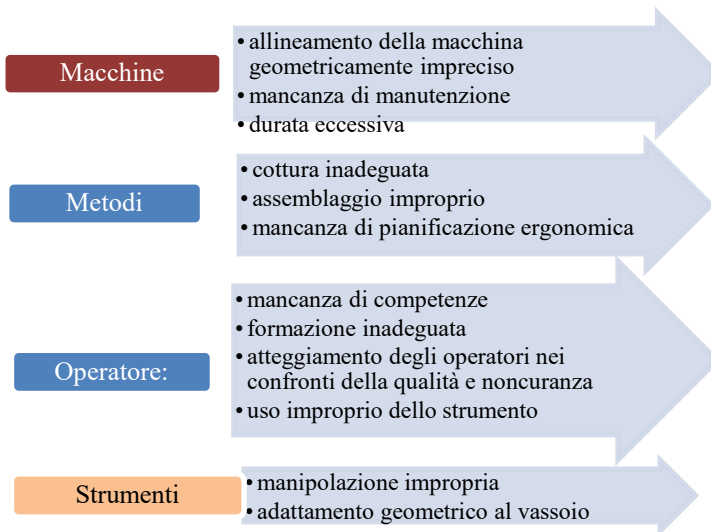 Macchine
• allineamento della macchina
geometricamente impreciso
• mancanza di manutenzione
• durata eccessiva
Metodi
• cottura inadeguata
• assemblaggio improprio
• mancanza di pianificazione ergonomica
Operatore:
• mancanza di competenze
• formazione inadeguata
• atteggiamento degli operatori nei
confronti della qualità e noncuranza
• uso improprio dello strumento
Strumenti
• manipolazione impropria
• adattamento geometrico al vassoio